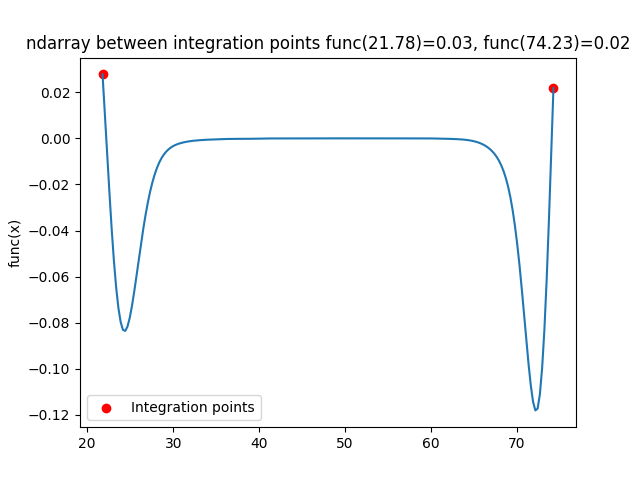 ndarray between integration points func(21.78)=0.03, func(74.23)=0.02
0.02
0.00
−0.02
−0.04
−0.06
−0.08
−0.10
−0.12
func(x)
Integration points
20 30 40 50 60 70